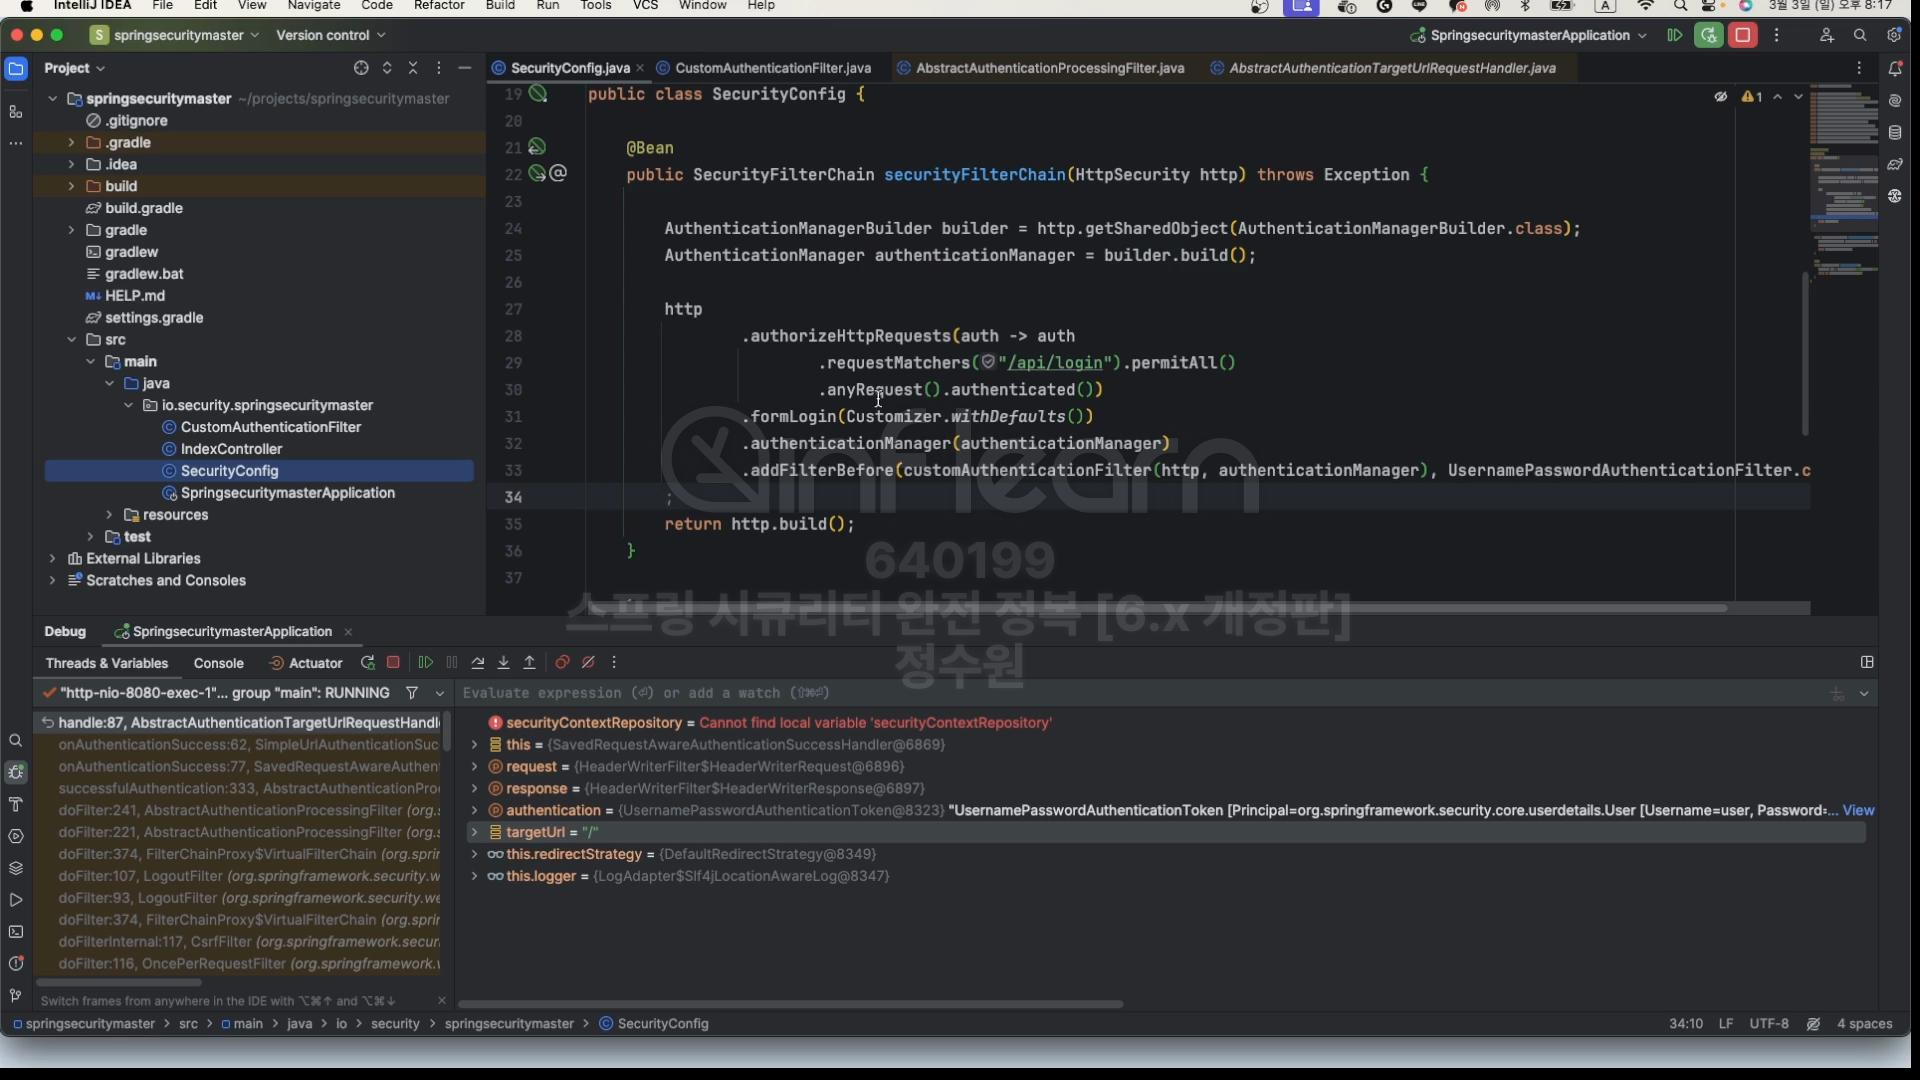 IntelliJ IDEA File Edit View Navigate Code Refactor Build Run Tools VCS Window Help A 3월 3일 (일) 오후 8:17
S springsecuritymaster Version control SpringsecuritymasterApplication
Project
SecurityConfig.java CustomAuthenticationFilter.java AbstractAuthenticationProcessingFilter.java AbstractAuthenticationTargetUrlRequestHandler.java
springsecuritymaster ~/projects/springsecuritymaster
.gitignore
.gradle
.idea
build
build.gradle
gradle
gradlew
gradlew.bat
M↓ HELP.md
settings.gradle
src
main
java
io.security.springsecuritymaster
CustomAuthenticationFilter
IndexController
SecurityConfig
SpringsecuritymasterApplication
resources
test
External Libraries
Scratches and Consoles
1
19 public class SecurityConfig {
20
21 @Bean
22 public SecurityFilterChain securityFilterChain(HttpSecurity http) throws Exception {
23
24 AuthenticationManagerBuilder builder = http.getSharedObject(AuthenticationManagerBuilder.class);
25 AuthenticationManager authenticationManager = builder.build();
26
27 http
28 .authorizeHttpRequests(auth -> auth
29 .requestMatchers("/api/login").permitAll()
30 .anyRequest().authenticated())
31 .formLogin(Customizer.withDefaults())
32 .authenticationManager(authenticationManager)
33 .addFilterBefore(customAuthenticationFilter(http, authenticationManager), UsernamePasswordAuthenticationFilter.c
34 ;
35 return http.build();
36 }
37
inflearn
640199
스프링 시큐리티 완전 정복 [6.x 개정판]
정수원
Debug SpringsecuritymasterApplication
Threads & Variables Console Actuator
"http-nio-8080-exec-1"... group "main": RUNNING
Evaluate expression (⏎) or add a watch (⇧⌘⏎)
handle:87, AbstractAuthenticationTargetUrlRequestHandl
onAuthenticationSuccess:62, SimpleUrlAuthenticationSuc
onAuthenticationSuccess:77, SavedRequestAwareAuthen
successfulAuthentication:333, AbstractAuthenticationPro
doFilter:241, AbstractAuthenticationProcessingFilter (org.s
doFilter:221, AbstractAuthenticationProcessingFilter (org.s
doFilter:374, FilterChainProxy$VirtualFilterChain (org.sprin
doFilter:107, LogoutFilter (org.springframework.security.w
doFilter:93, LogoutFilter (org.springframework.security.we
doFilter:374, FilterChainProxy$VirtualFilterChain (org.sprin
doFilterInternal:117, CsrfFilter (org.springframework.secur
doFilter:116, OncePerRequestFilter (org.springframework.w
Switch frames from anywhere in the IDE with ⌥⌘↑ and ⌥⌘↓
securityContextRepository = Cannot find local variable 'securityContextRepository'
this = {SavedRequestAwareAuthenticationSuccessHandler@6869}
request = {HeaderWriterFilter$HeaderWriterRequest@6896}
response = {HeaderWriterFilter$HeaderWriterResponse@6897}
authentication = {UsernamePasswordAuthenticationToken@8323} "UsernamePasswordAuthenticationToken [Principal=org.springframework.security.core.userdetails.User [Username=user, Password=... View
targetUrl = "/"
this.redirectStrategy = {DefaultRedirectStrategy@8349}
this.logger = {LogAdapter$Slf4jLocationAwareLog@8347}
springsecuritymaster > src > main > java > io > security > springsecuritymaster > SecurityConfig 34:10 LF UTF-8 4 spaces